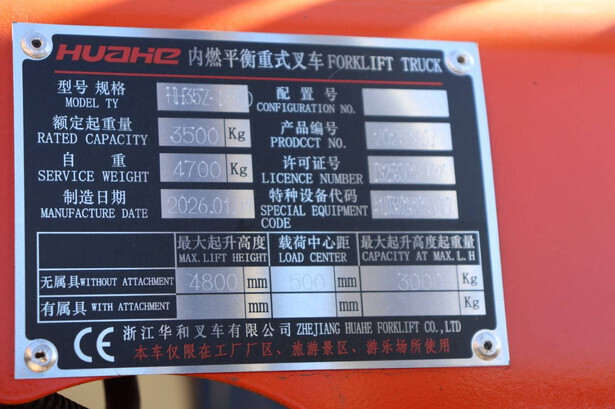 HUAHE 内燃平衡重式叉车 FORKLIFT TRUCK
型号 规格 配置号
MODEL TY CONFIGURATION NO.
额定起重量 3500 Kg 产品编号
RATED CAPACITY PRODCCT NO.
自重 4700 Kg 许可证号
SERVICE WEIGHT LICENCE NUMBER
制造日期 2026.01. 特种设备代码
MANUFACTURE DATE SPECIAL EQUIPMENT CODE
最大起升高度 载荷中心距 最大起升高度起重量
MAX. LIFT HEIGHT LOAD CENTER CAPACITY AT MAX.L.H
无属具 WITHOUT ATTACHMENT 4800 mm 500 mm Kg
有属具 WITH ATTACHMENT mm mm Kg
CE 浙江华和叉车有限公司 ZHEJIANG HUAHE FORKLIFT CO.,LTD
本车仅限在工厂厂区、旅游景区、游乐场所使用